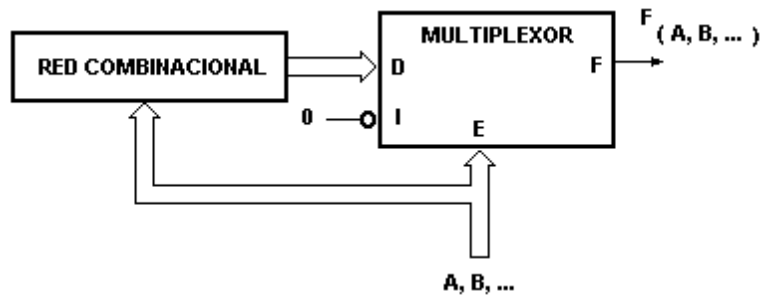 MULTIPLEXOR
F
( A, B, ... )
RED COMBINACIONAL
D
F
0
I
E
A, B, ...